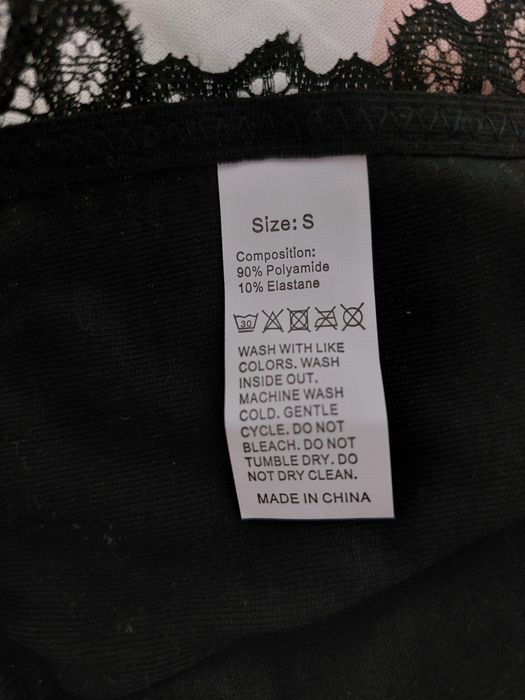 Size: S
Composition:
90% Polyamide
10% Elastane
30
WASH WITH LIKE
COLORS. WASH
INSIDE OUT.
MACHINE WASH
COLD. GENTLE
CYCLE. DO NOT
BLEACH. DO NOT
TUMBLE DRY. DO
NOT DRY CLEAN.
MADE IN CHINA